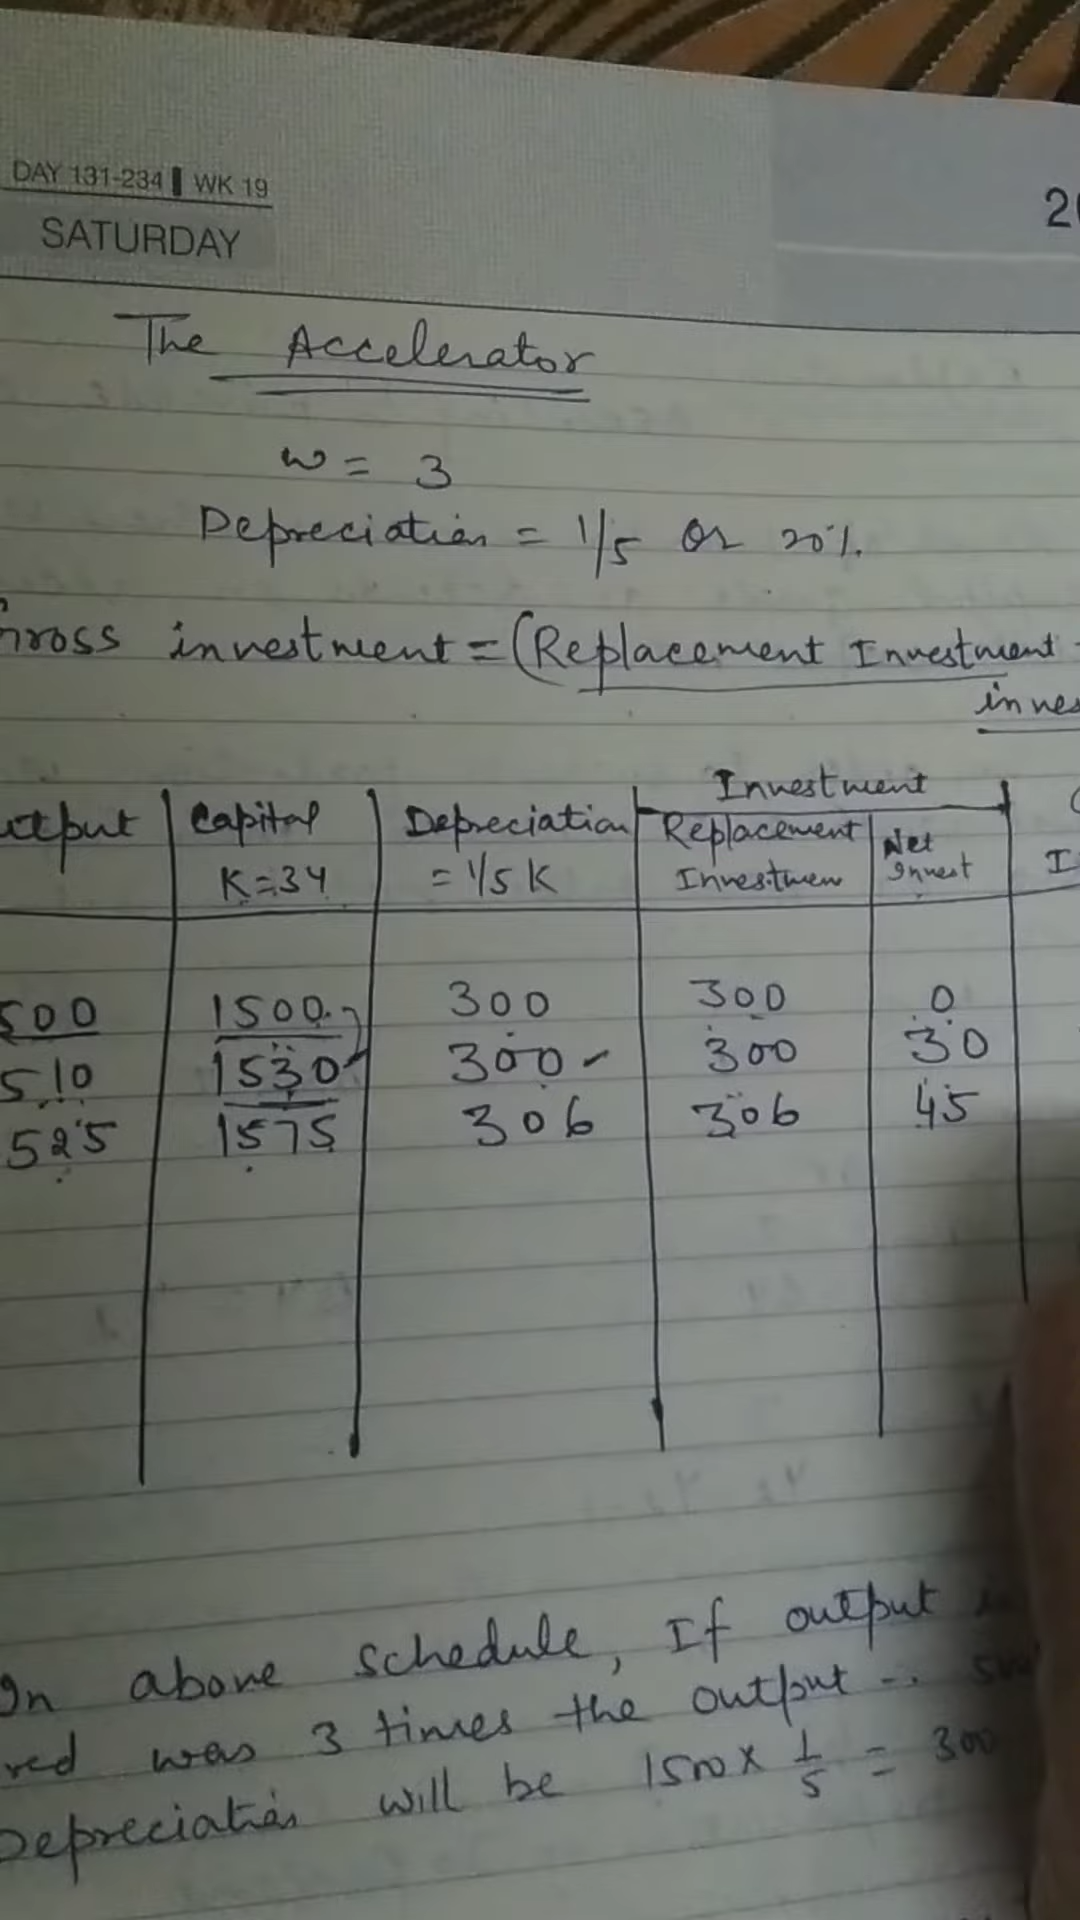 DAY 131-234 WK 19
SATURDAY
The Accelerator
w = 3
Depreciation = 1/5 or 20%.
Gross investment = (Replacement Investment
Output Capital Depreciation Investment
K=3Y = 1/5 K Replacement Net
Investmen Invest
500 1500 300 300 0
510 1530 300 300 30
525 1575 306 306 45
In above schedule, If output
red was 3 times the output
Depreciation will be 1500 x 1/5 = 300